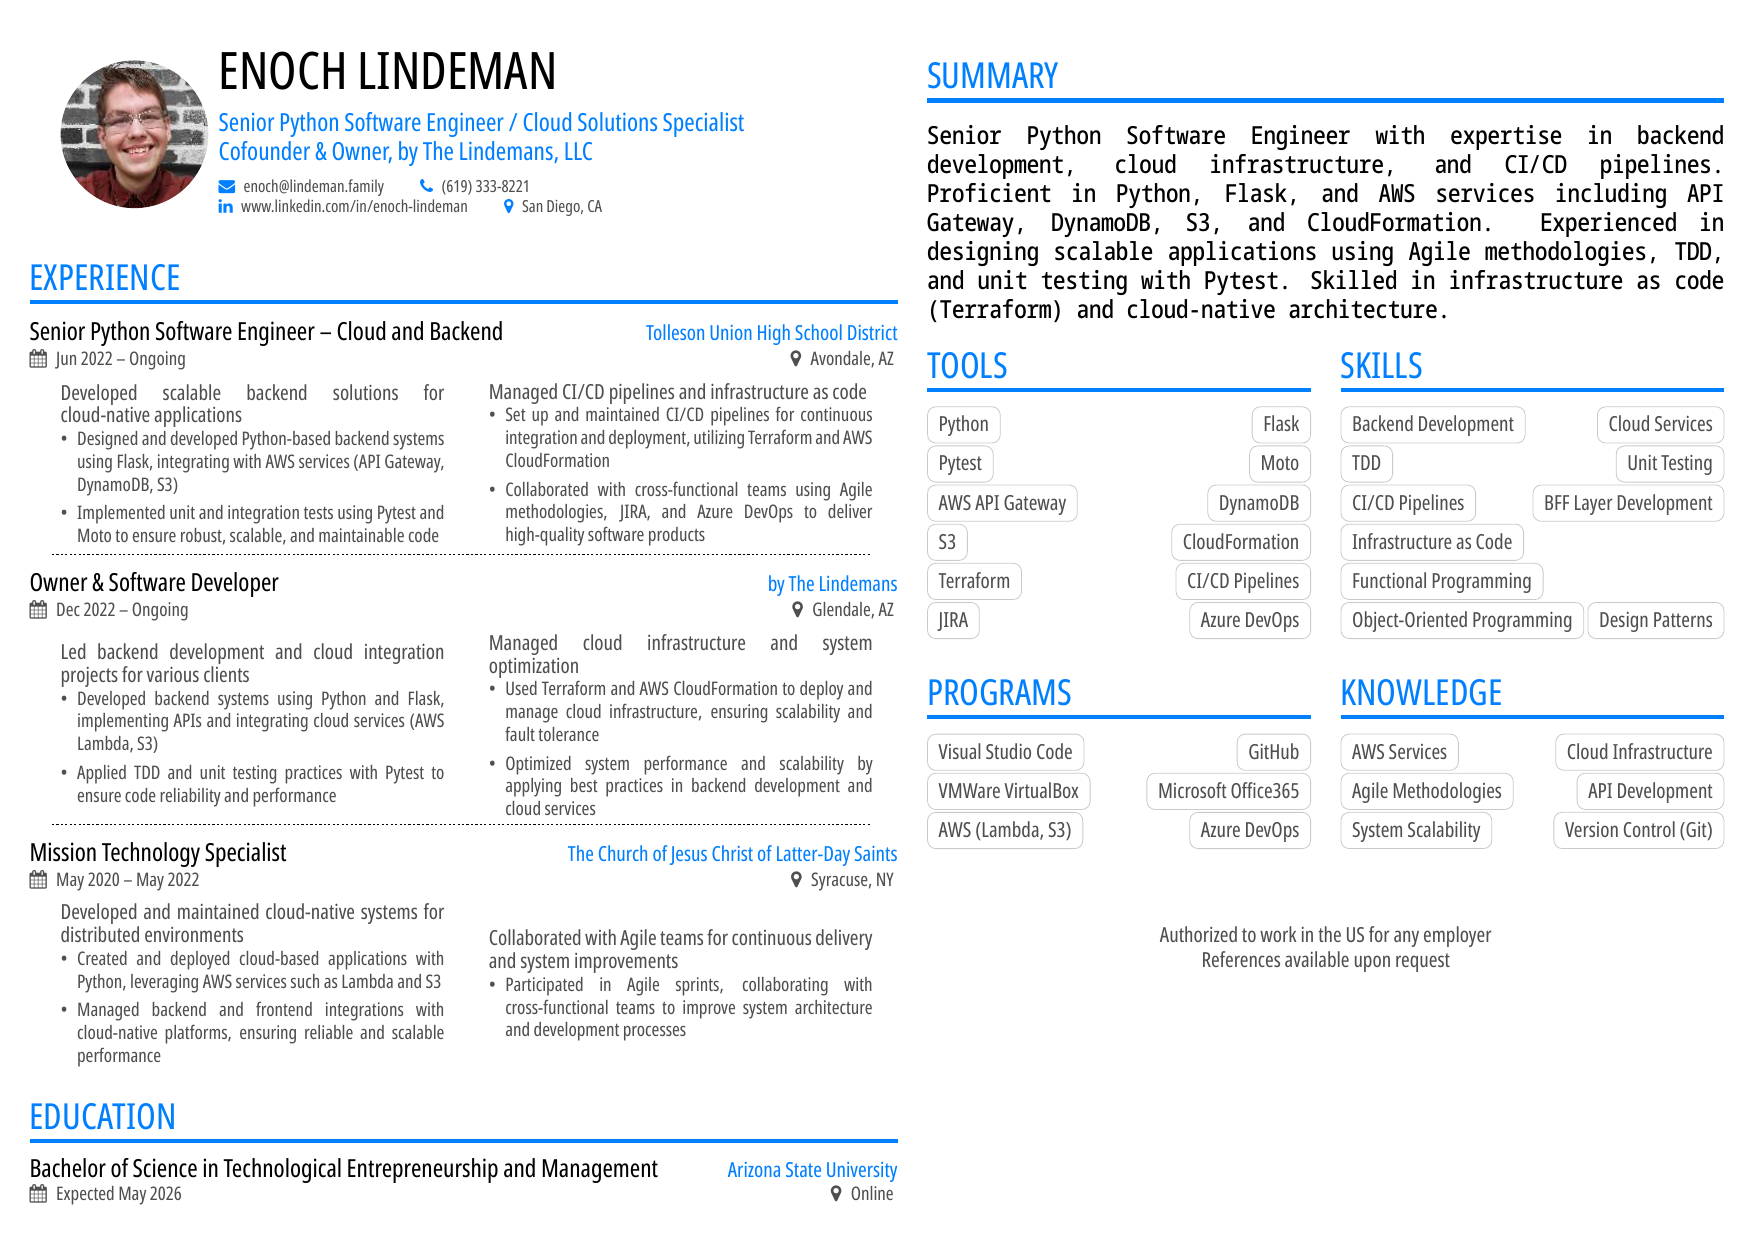 ENOCH LINDEMAN
Senior Python Software Engineer / Cloud Solutions Specialist
Cofounder & Owner, by The Lindemans, LLC
enoch@lindeman.family (619) 333-8221
www.linkedin.com/in/enoch-lindeman San Diego, CA
EXPERIENCE
Senior Python Software Engineer – Cloud and Backend Tolleson Union High School District
Jun 2022 – Ongoing Avondale, AZ
Developed scalable backend solutions for
cloud-native applications
• Designed and developed Python-based backend systems
using Flask, integrating with AWS services (API Gateway,
DynamoDB, S3)
• Implemented unit and integration tests using Pytest and
Moto to ensure robust, scalable, and maintainable code
Managed CI/CD pipelines and infrastructure as code
• Set up and maintained CI/CD pipelines for continuous
integration and deployment, utilizing Terraform and AWS
CloudFormation
• Collaborated with cross-functional teams using Agile
methodologies, JIRA, and Azure DevOps to deliver
high-quality software products
Owner & Software Developer by The Lindemans
Dec 2022 – Ongoing Glendale, AZ
Led backend development and cloud integration
projects for various clients
• Developed backend systems using Python and Flask,
implementing APIs and integrating cloud services (AWS
Lambda, S3)
• Applied TDD and unit testing practices with Pytest to
ensure code reliability and performance
Managed cloud infrastructure and system
optimization
• Used Terraform and AWS CloudFormation to deploy and
manage cloud infrastructure, ensuring scalability and
fault tolerance
• Optimized system performance and scalability by
applying best practices in backend development and
cloud services
Mission Technology Specialist The Church of Jesus Christ of Latter-Day Saints
May 2020 – May 2022 Syracuse, NY
Developed and maintained cloud-native systems for
distributed environments
• Created and deployed cloud-based applications with
Python, leveraging AWS services such as Lambda and S3
• Managed backend and frontend integrations with
cloud-native platforms, ensuring reliable and scalable
performance
Collaborated with Agile teams for continuous delivery
and system improvements
• Participated in Agile sprints, collaborating with
cross-functional teams to improve system architecture
and development processes
EDUCATION
Bachelor of Science in Technological Entrepreneurship and Management Arizona State University
Expected May 2026 Online
SUMMARY
Senior Python Software Engineer with expertise in backend
development, cloud infrastructure, and CI/CD pipelines.
Proficient in Python, Flask, and AWS services including API
Gateway, DynamoDB, S3, and CloudFormation. Experienced in
designing scalable applications using Agile methodologies, TDD,
and unit testing with Pytest. Skilled in infrastructure as code
(Terraform) and cloud-native architecture.
TOOLS
Python Flask
Pytest Moto
AWS API Gateway DynamoDB
S3 CloudFormation
Terraform CI/CD Pipelines
JIRA Azure DevOps
SKILLS
Backend Development Cloud Services
TDD Unit Testing
CI/CD Pipelines BFF Layer Development
Infrastructure as Code
Functional Programming
Object-Oriented Programming Design Patterns
PROGRAMS
Visual Studio Code GitHub
VMWare VirtualBox Microsoft Office365
AWS (Lambda, S3) Azure DevOps
KNOWLEDGE
AWS Services Cloud Infrastructure
Agile Methodologies API Development
System Scalability Version Control (Git)
Authorized to work in the US for any employer
References available upon request